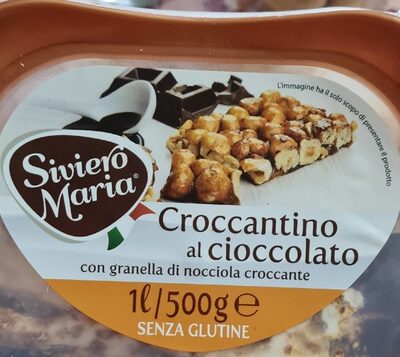 L'immagine ha il solo scopo di presentare il prodotto
Siviero
Maria®
Croccantino
al cioccolato
con granella di nocciola croccante
1l/500g ℮
SENZA GLUTINE